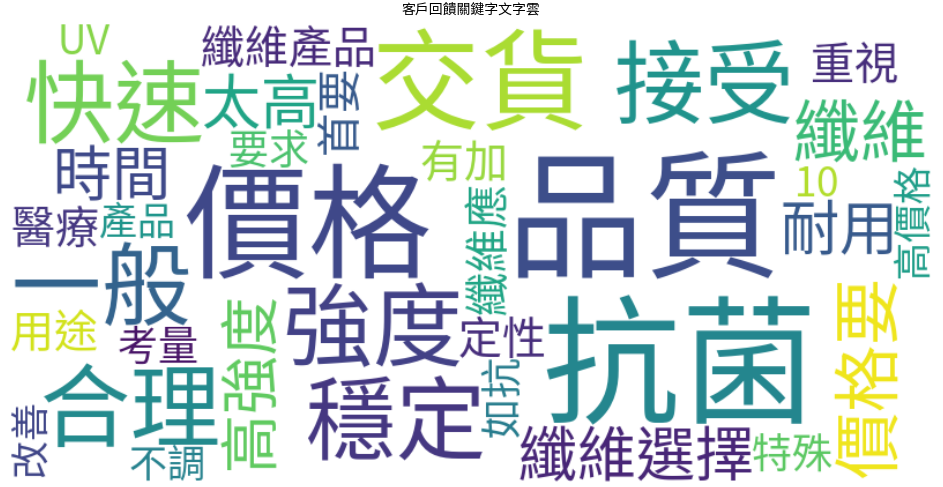 客戶回饋關鍵字文字雲
UV
纖維產品
交貨
接受
重視
快速
太高
首要
纖維
要求
有加
時間
價格
品質
10
耐用
高價格
醫療
產品
纖維應
一般
強度
抗菌
價格要
用途
考量
高強度
定性
合理
穩定
如抗
纖維選擇
特殊
改善
不調